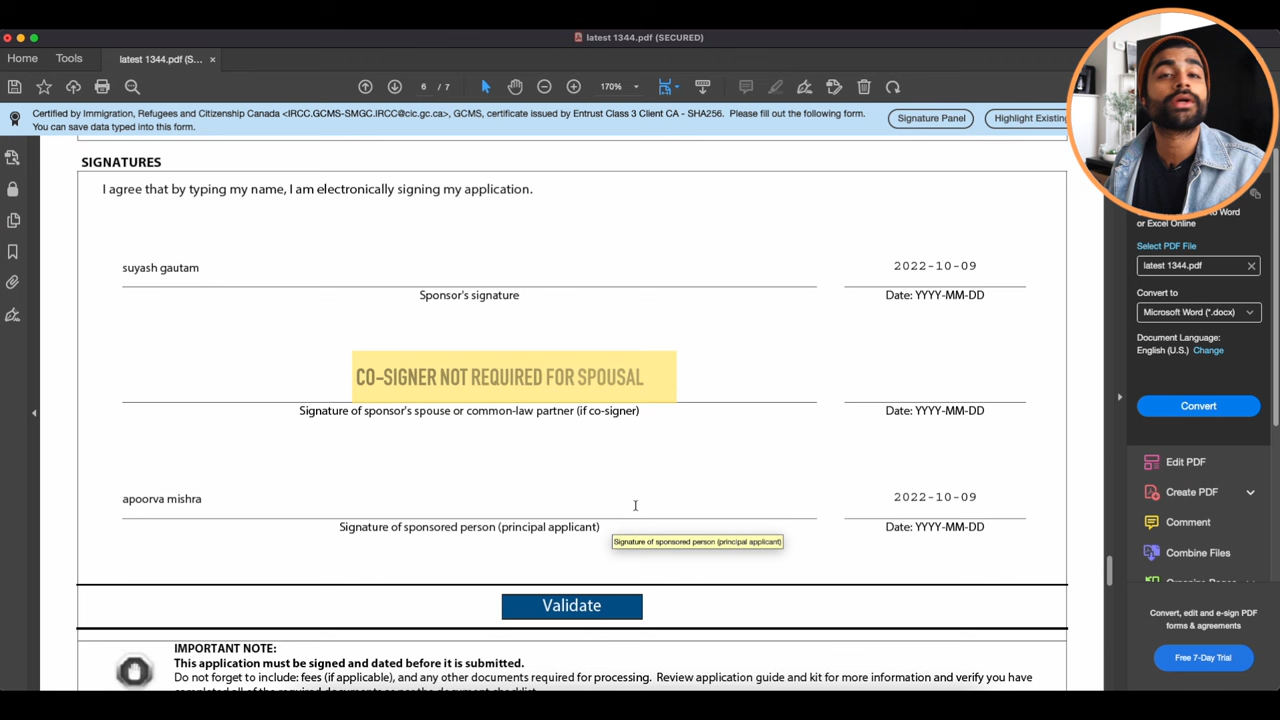 latest 1344.pdf (SECURED)
Home
Tools
latest 1344.pdf (S... ×
6 / 7
170%
Certified by Immigration, Refugees and Citizenship Canada <IRCC.GCMS-SMGC.IRCC@cic.gc.ca>, GCMS, certificate issued by Entrust Class 3 Client CA - SHA256. Please fill out the following form.
You can save data typed into this form.
Signature Panel
Highlight Existing
SIGNATURES
I agree that by typing my name, I am electronically signing my application.
suyash gautam
2022-10-09
Sponsor's signature
Date: YYYY-MM-DD
CO-SIGNER NOT REQUIRED FOR SPOUSAL
Signature of sponsor's spouse or common-law partner (if co-signer)
Date: YYYY-MM-DD
apoorva mishra
2022-10-09
Signature of sponsored person (principal applicant)
Date: YYYY-MM-DD
Signature of sponsored person (principal applicant)
Validate
IMPORTANT NOTE:
This application must be signed and dated before it is submitted.
Do not forget to include: fees (if applicable), and any other documents required for processing. Review application guide and kit for more information and verify you have
to Word
or Excel Online
Select PDF File
latest 1344.pdf
Convert to
Microsoft Word (*.docx)
Document Language:
English (U.S.) Change
Convert
Edit PDF
Create PDF
Comment
Combine Files
Organize Pages
Convert, edit and e-sign PDF
forms & agreements
Free 7-Day Trial